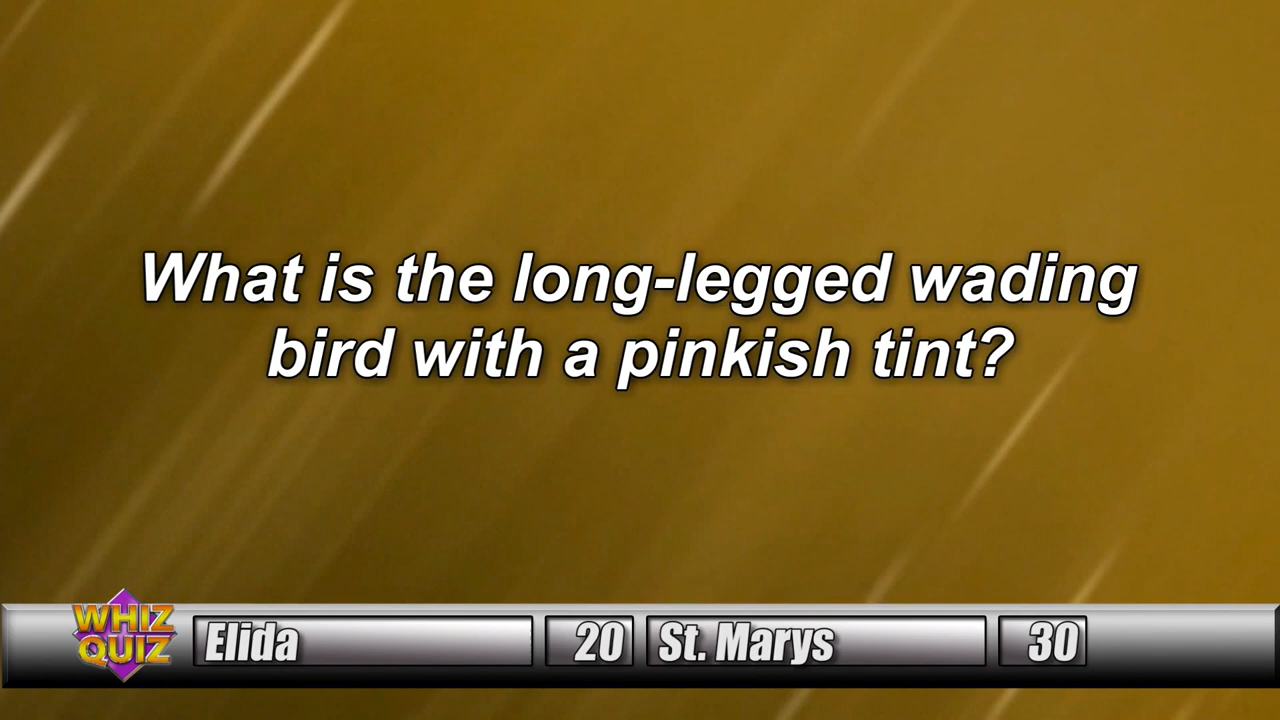 What is the long-legged wading
bird with a pinkish tint?
WHIZ
QUIZ
Elida 20 St. Marys 30